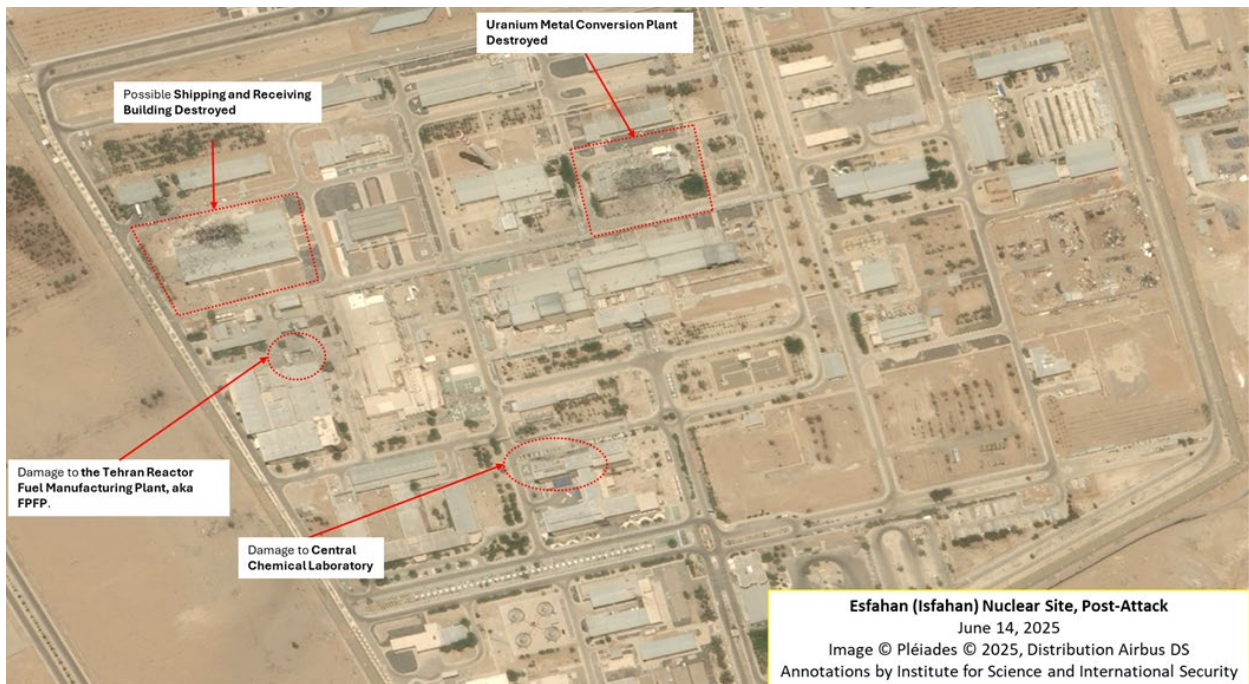 Uranium Metal Conversion Plant
Destroyed
Possible Shipping and Receiving
Building Destroyed
Damage to the Tehran Reactor
Fuel Manufacturing Plant, aka
FPFP.
Damage to Central
Chemical Laboratory
Esfahan (Isfahan) Nuclear Site, Post-Attack
June 14, 2025
Image © Pléiades © 2025, Distribution Airbus DS
Annotations by Institute for Science and International Security